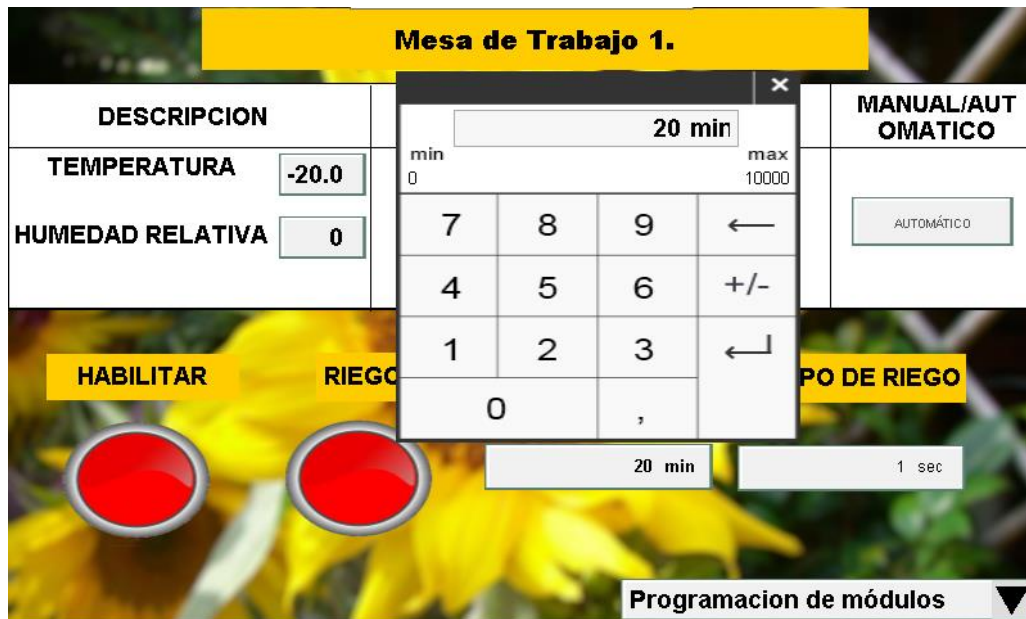 Mesa de Trabajo 1.
×
DESCRIPCION
MANUAL/AUT
OMATICO
20 min
min
max
0
10000
TEMPERATURA
-20.0
HUMEDAD RELATIVA
0
AUTOMÁTICO
7 8 9 ←
4 5 6 +/-
1 2 3 ↵
0 ,
HABILITAR
RIEGO
PO DE RIEGO
20 min
1 sec
Programacion de módulos ▼